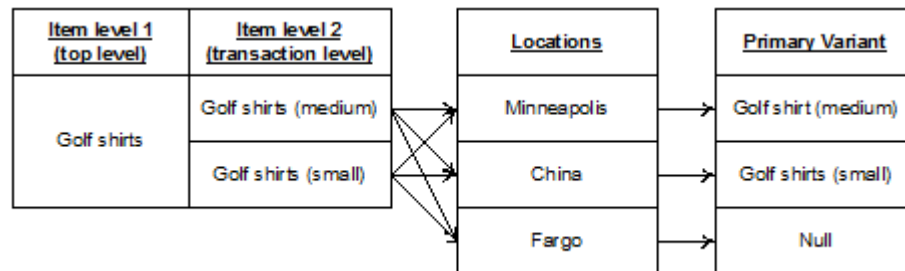 Item level 1
(top level)
Item level 2
(transaction level)
Locations
Primary Variant
Golf shirts
Golf shirts (medium)
Minneapolis
Golf shirt (medium)
Golf shirts (small)
China
Golf shirts (small)
Fargo
Null